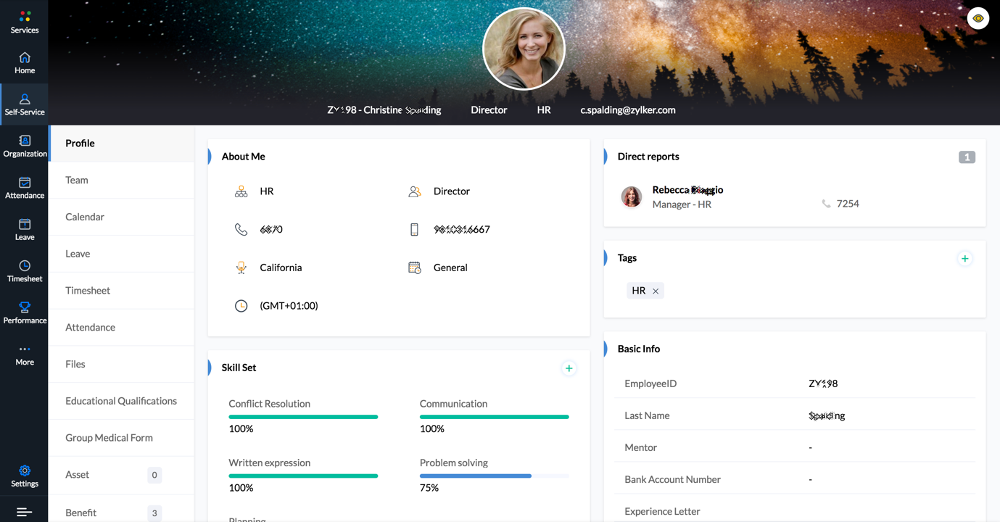 Services
Home
Self-Service
Organization
Attendance
Leave
Timesheet
Performance
More
Settings
- Christine
Director
HR
c.spalding@zylker.com
Profile
Team
Calendar
Leave
Timesheet
Attendance
Files
Educational Qualifications
Group Medical Form
Asset 0
Benefit 3
About Me
HR
Director
California
General
(GMT+01:00)
Skill Set
+
Conflict Resolution
100%
Communication
100%
Written expression
100%
Problem solving
75%
Planning
Direct reports 1
Rebecca
Manager - HR
7254
Tags +
HR ×
Basic Info
EmployeeID
Last Name
Mentor -
Bank Account Number -
Experience Letter